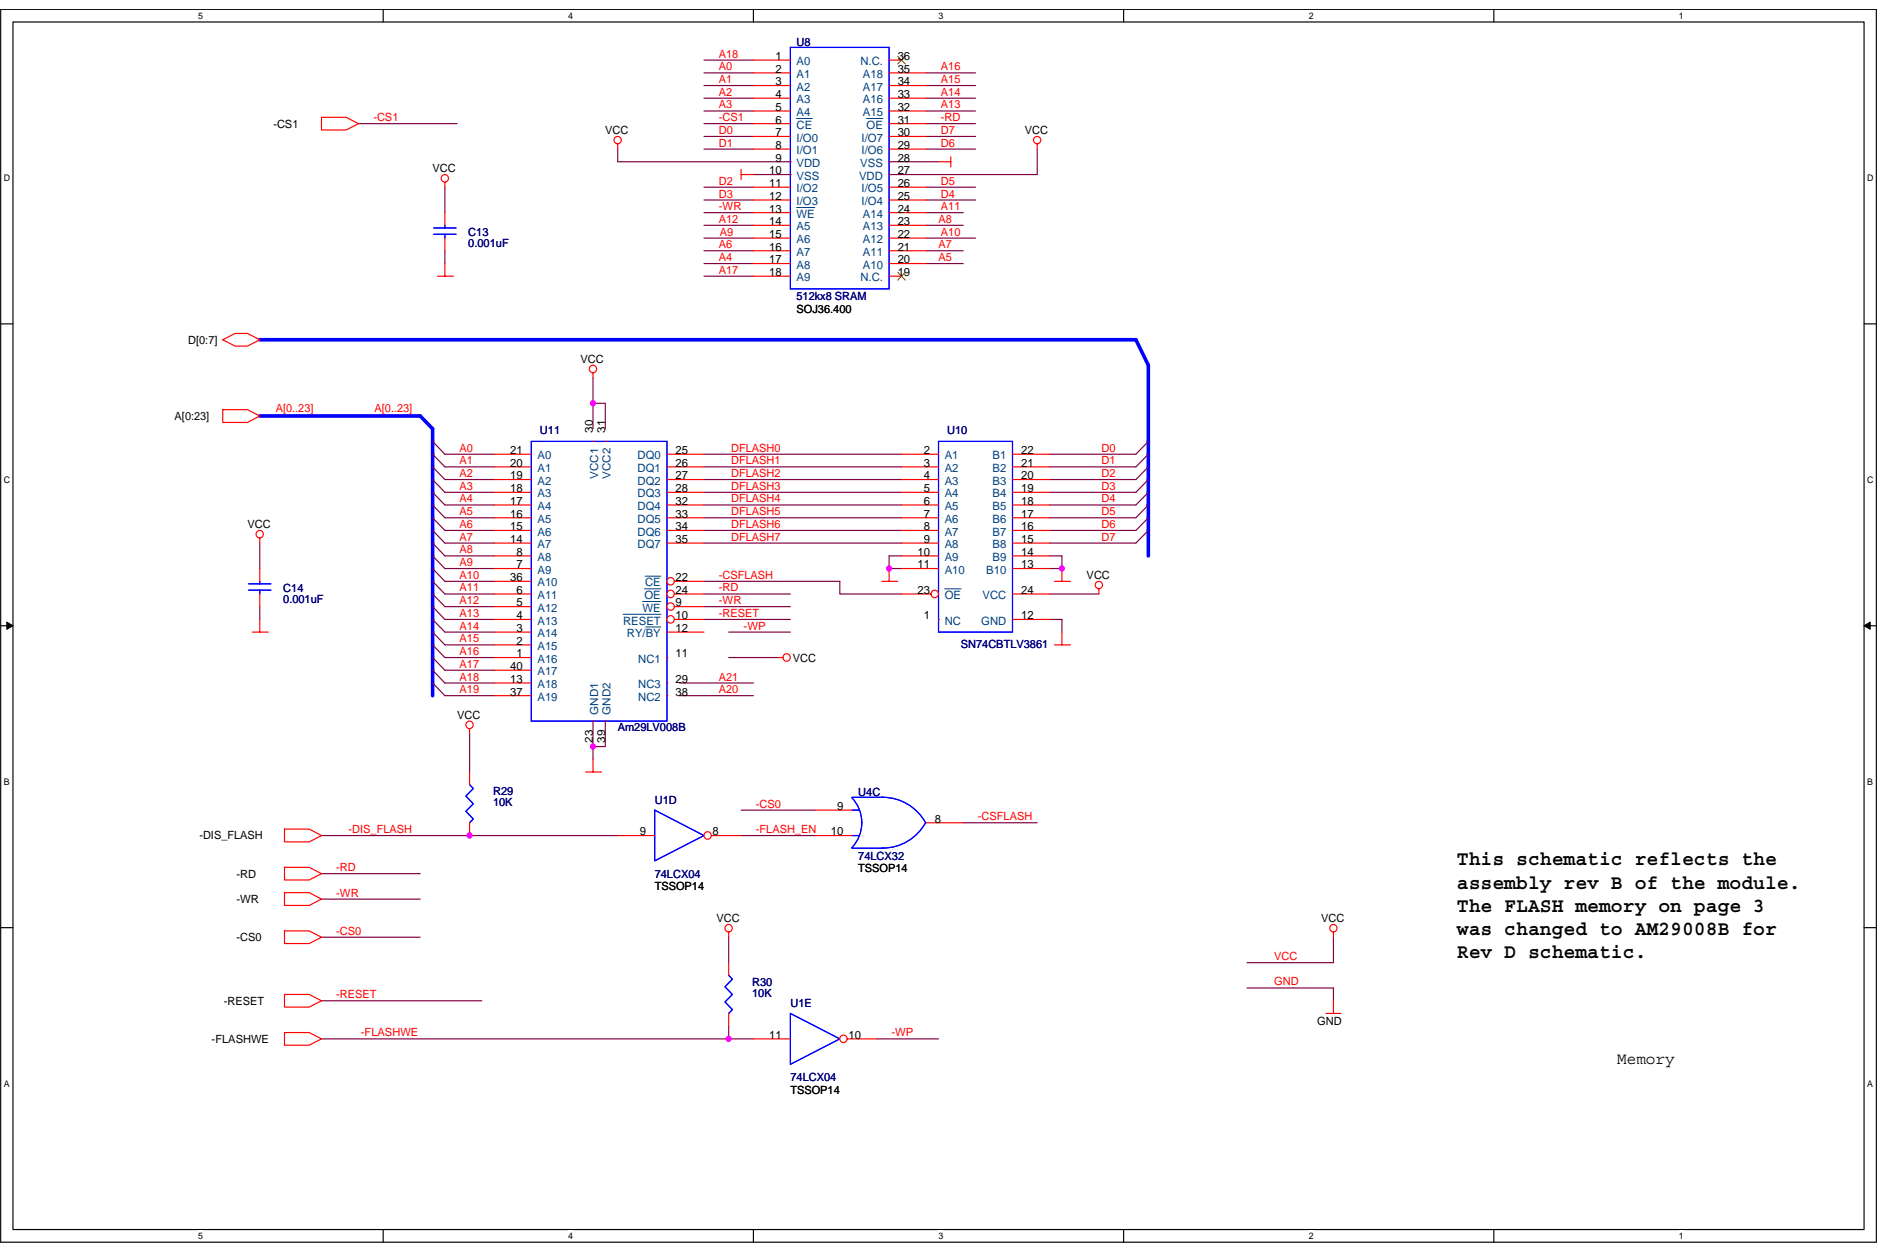 5 4 3 2 1
D D
C C
B B
A A
U8
A18 1 A0 N.C. 36
A0 2 A1 A18 35 A16
A1 3 A2 A17 34 A15
A2 4 A3 A16 33 A14
A3 5 A4 A15 32 A13
-CS1 6 CE OE 31 -RD
D0 7 I/O0 I/O7 30 D7
D1 8 I/O1 I/O6 29 D6
9 VDD VSS 28
10 VSS VDD 27
D2 11 I/O2 I/O5 26 D5
D3 12 I/O3 I/O4 25 D4
-WR 13 WE A14 24 A11
A12 14 A5 A13 23 A8
A9 15 A6 A12 22 A10
A6 16 A7 A11 21 A7
A4 17 A8 A10 20 A5
A17 18 A9 N.C. 19
512kx8 SRAM
SOJ36.400
VCC VCC
-CS1 -CS1
VCC
C13
0.001uF
D[0:7]
A[0:23] A[0..23] A[0..23]
VCC
30 31
U11
VCC1 VCC2
A0 21 A0 DQ0 25 DFLASH0
A1 20 A1 DQ1 26 DFLASH1
A2 19 A2 DQ2 27 DFLASH2
A3 18 A3 DQ3 28 DFLASH3
A4 17 A4 DQ4 32 DFLASH4
A5 16 A5 DQ5 33 DFLASH5
A6 15 A6 DQ6 34 DFLASH6
A7 14 A7 DQ7 35 DFLASH7
A8 8 A8
A9 7 A9
A10 36 A10 CE 22 -CSFLASH
A11 6 A11 OE 24 -RD
A12 5 A12 WE 9 -WR
A13 4 A13 RESET 10 -RESET
A14 3 A14 RY/BY 12 -WP
A15 2 A15
A16 1 A16 NC1 11 VCC
A17 40 A17
A18 13 A18 NC3 29 A21
A19 37 A19 NC2 38 A20
GND1 GND2
23 39
Am29LV008B
U10
2 A1 B1 22 D0
3 A2 B2 21 D1
4 A3 B3 20 D2
5 A4 B4 19 D3
6 A5 B5 18 D4
7 A6 B6 17 D5
8 A7 B7 16 D6
9 A8 B8 15 D7
10 A9 B9 14
11 A10 B10 13
23 OE VCC 24 VCC
1 NC GND 12
SN74CBTLV3861
VCC
C14
0.001uF
VCC
R29
10K
-DIS_FLASH -DIS_FLASH
U1D
9 8
74LCX04
TSSOP14
-CS0 9
-FLASH_EN 10
U4C
8 -CSFLASH
74LCX32
TSSOP14
-RD -RD
-WR -WR
-CS0 -CS0
-RESET -RESET
-FLASHWE -FLASHWE
VCC
R30
10K
U1E
11 10 -WP
74LCX04
TSSOP14
VCC
VCC
GND
GND
This schematic reflects the
assembly rev B of the module.
The FLASH memory on page 3
was changed to AM29008B for
Rev D schematic.
Memory
5 4 3 2 1